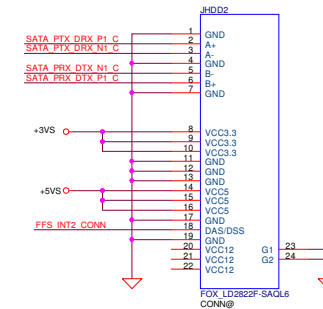 JHDD2
1 GND
SATA_PTX_DRX_P1_C 2 A+
SATA_PTX_DRX_N1_C 3 A-
4 GND
SATA_PRX_DTX_N1_C 5 B-
SATA_PRX_DTX_P1_C 6 B+
7 GND
+3VS 8 VCC3.3
9 VCC3.3
10 VCC3.3
11 GND
12 GND
13 GND
+5VS 14 VCC5
15 VCC5
16 VCC5
17 GND
FFS_INT2_CONN 18 DAS/DSS
19 GND
20 VCC12 G1 23
21 VCC12 G2 24
22 VCC12
FOX_LD2822F-SAQL6
CONN@